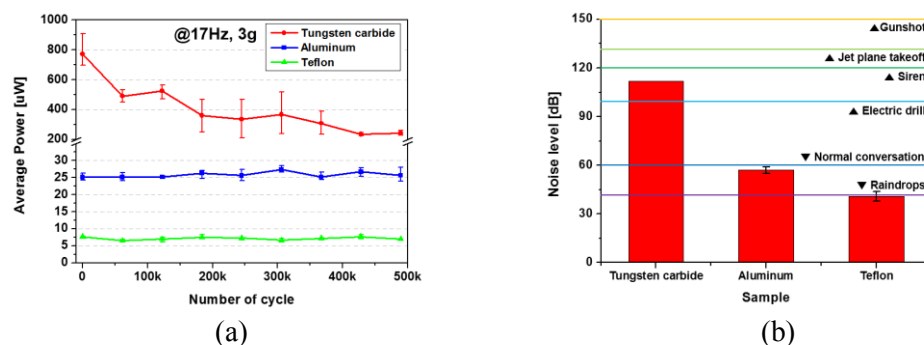 @17Hz, 3g
Tungsten carbide
Aluminum
Teflon
Average Power [uW]
1000
800
600
400
200
30
25
20
15
10
5
0
0
100k
200k
300k
400k
500k
Number of cycle
(a)
Noise level [dB]
150
120
90
60
30
0
▲Gunshot
▲ Jet plane takeoff
▲ Siren
▲ Electric drill
▼ Normal conversation
▼ Raindrops
Tungsten carbide
Aluminum
Teflon
Sample
(b)